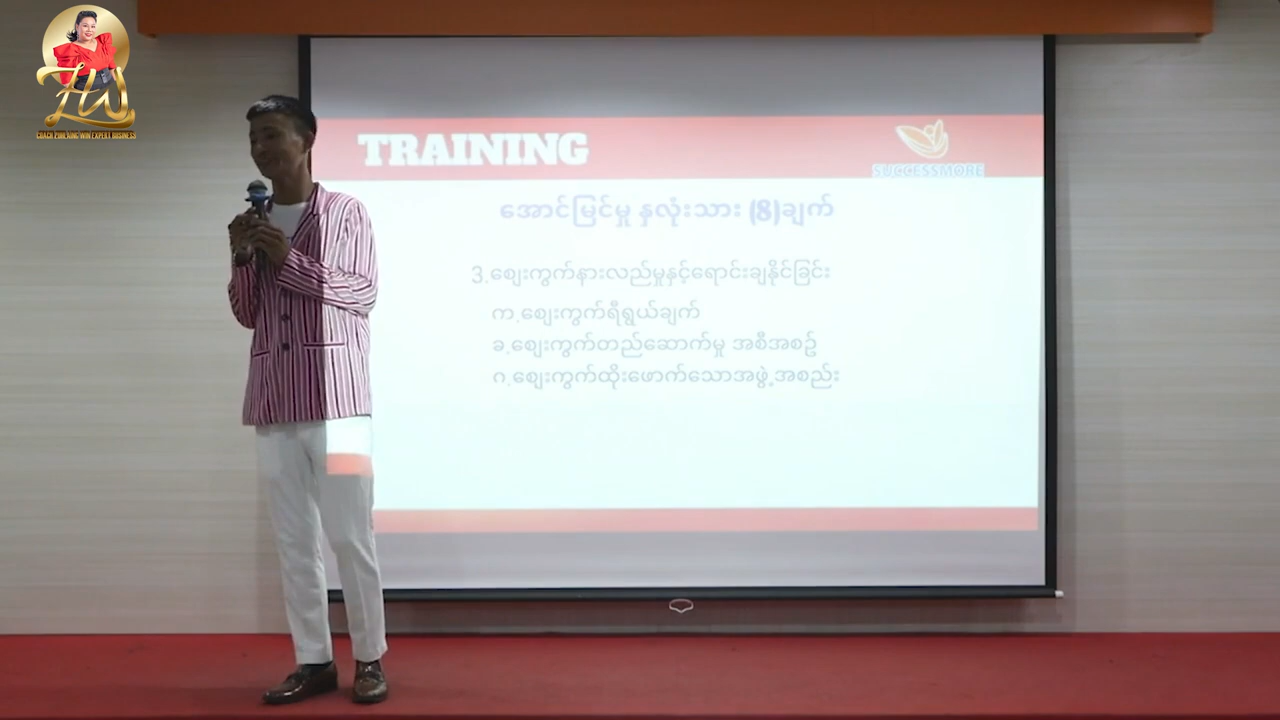 TRAINING
SUCCESSMORE
အောင်မြင်မှု နှလုံးသား (8)ချက်
3.ဈေးကွက်နားလည်မှုနှင့်ရောင်းချနိုင်ခြင်း
က.ဈေးကွက်ရီရွယ်ချက်
ခ.ဈေးကွက်တည်ဆောက်မှု အစီအစဉ်
ဂ.ဈေးကွက်ထိုးဖောက်သောအဖွဲ့အစည်း